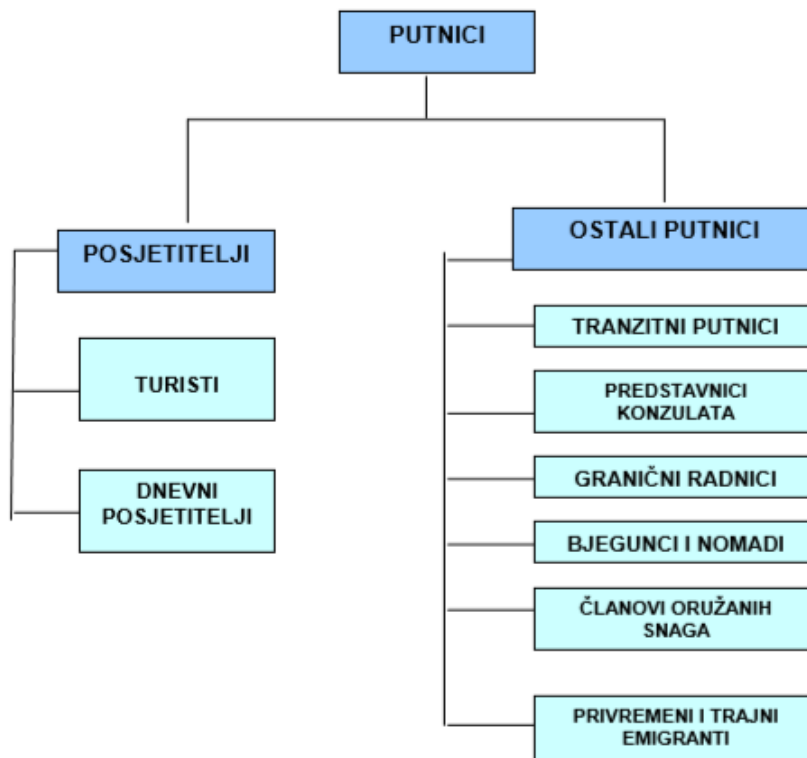 PUTNICI
POSJETITELJI
TURISTI
DNEVNI
POSJETITELJI
OSTALI PUTNICI
TRANZITNI PUTNICI
PREDSTAVNICI
KONZULATA
GRANIČNI RADNICI
BJEGUNCI I NOMADI
ČLANOVI ORUŽANIH
SNAGA
PRIVREMENI I TRAJNI
EMIGRANTI